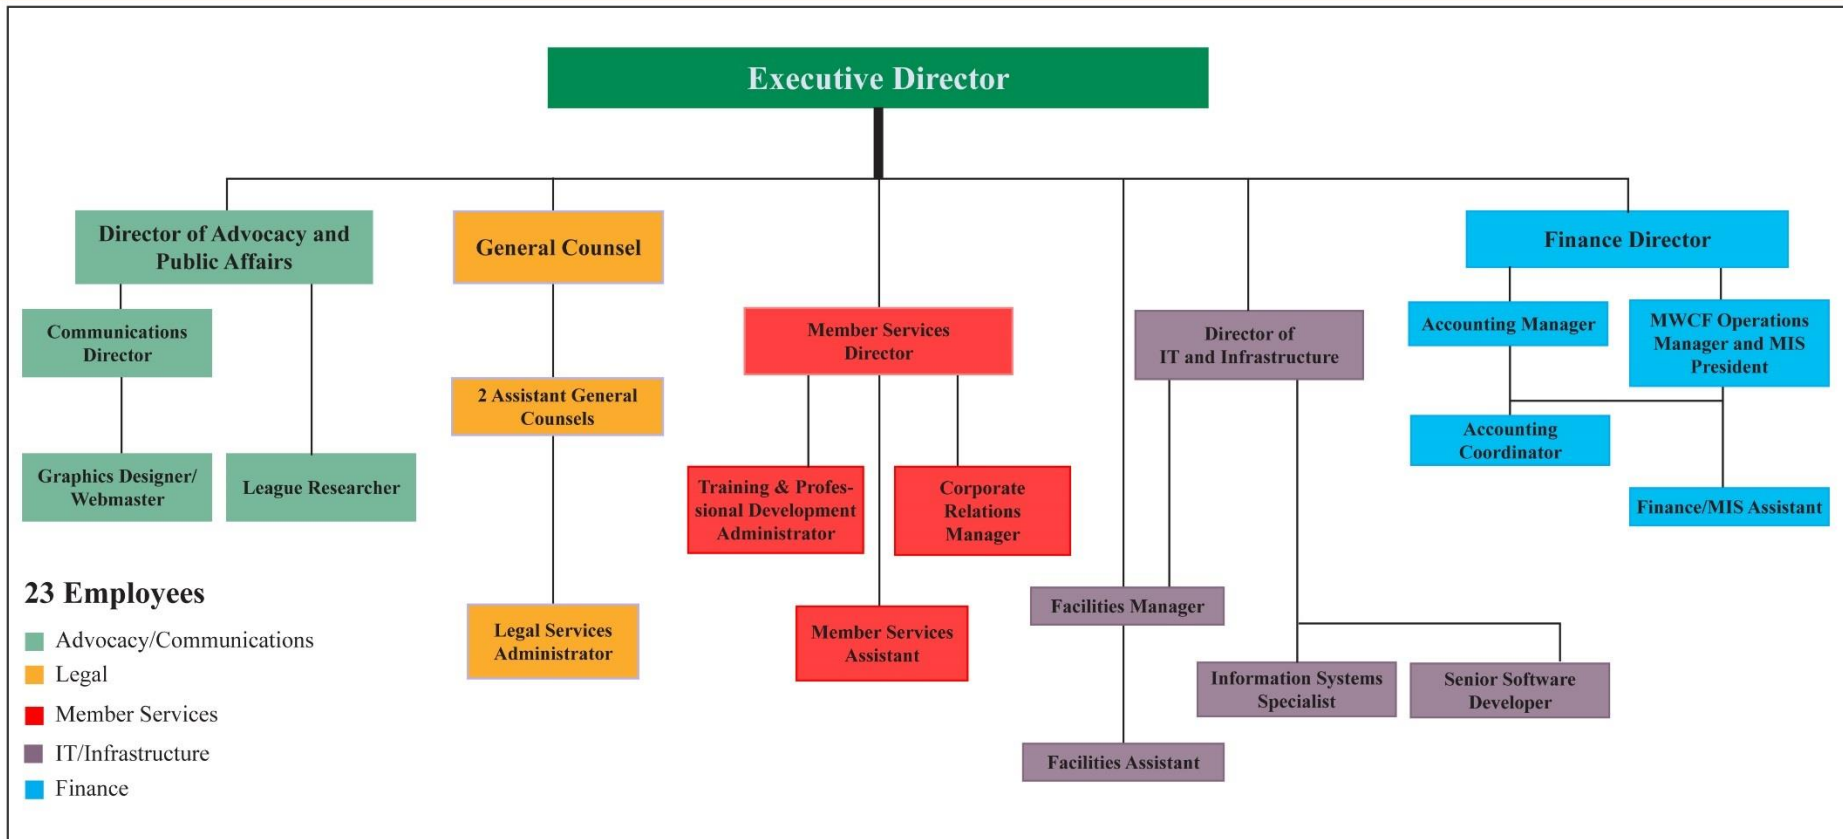 Executive Director
Director of Advocacy and
Public Affairs
General Counsel
Finance Director
Communications
Director
Member Services
Director
Director of
IT and Infrastructure
Accounting Manager
MWCF Operations
Manager and MIS
President
2 Assistant General
Counsels
Accounting
Coordinator
Graphics Designer/
Webmaster
League Researcher
Training & Profes-
sional Development
Administrator
Corporate
Relations
Manager
Finance/MIS Assistant
Facilities Manager
Legal Services
Administrator
Member Services
Assistant
Information Systems
Specialist
Senior Software
Developer
Facilities Assistant
23 Employees
Advocacy/Communications
Legal
Member Services
IT/Infrastructure
Finance